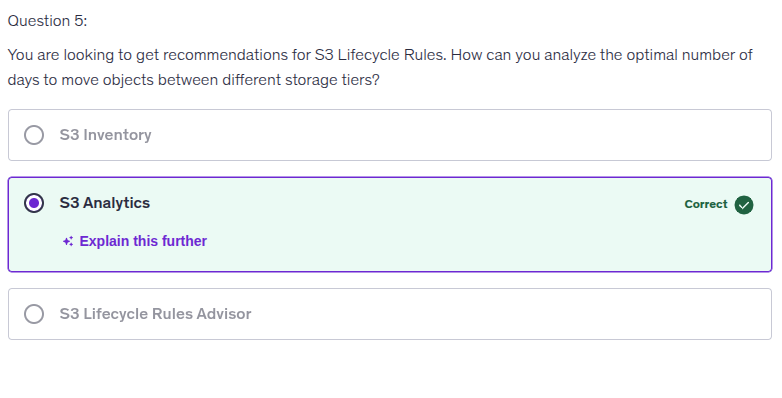 Question 5:
You are looking to get recommendations for S3 Lifecycle Rules. How can you analyze the optimal number of
days to move objects between different storage tiers?
S3 Inventory
S3 Analytics
Correct
Explain this further
S3 Lifecycle Rules Advisor